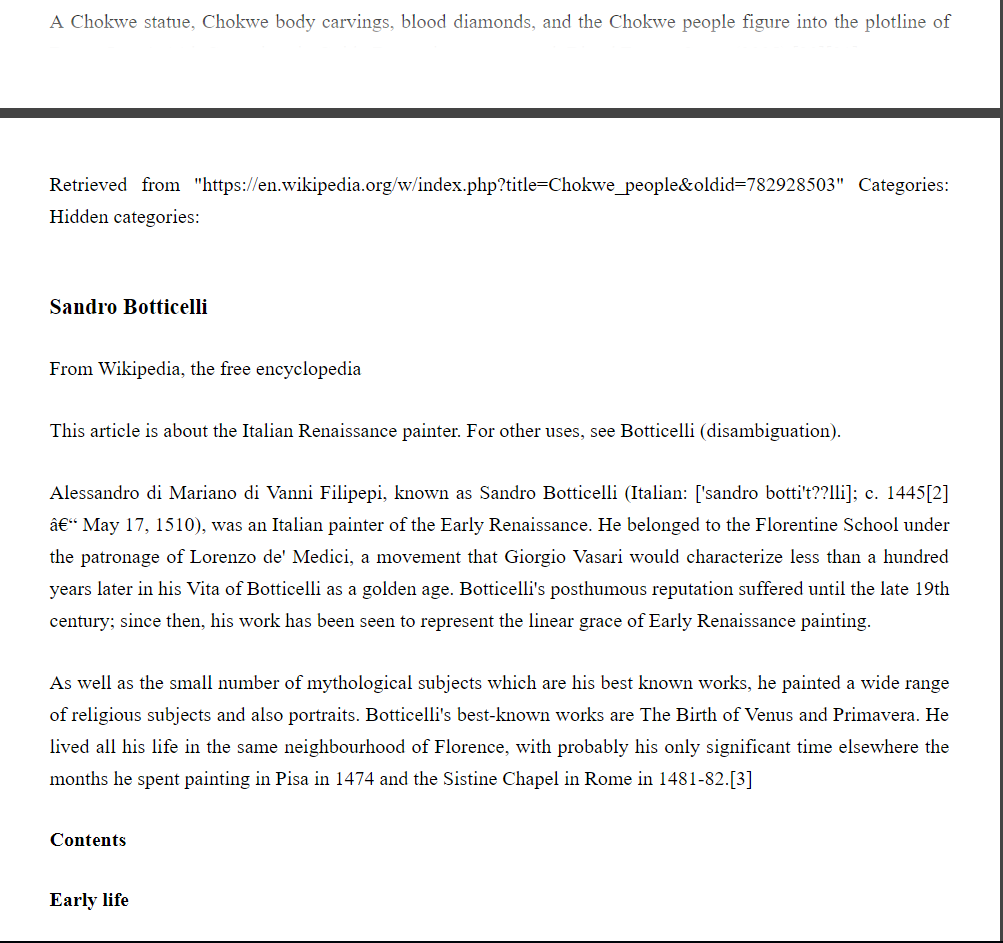 A Chokwe statue, Chokwe body carvings, blood diamonds, and the Chokwe people figure into the plotline of
Retrieved from "https://en.wikipedia.org/w/index.php?title=Chokwe_people&oldid=782928503" Categories:
Hidden categories:
Sandro Botticelli
From Wikipedia, the free encyclopedia
This article is about the Italian Renaissance painter. For other uses, see Botticelli (disambiguation).
Alessandro di Mariano di Vanni Filipepi, known as Sandro Botticelli (Italian: ['sandro botti't??lli]; c. 1445[2]
â€“ May 17, 1510), was an Italian painter of the Early Renaissance. He belonged to the Florentine School under
the patronage of Lorenzo de' Medici, a movement that Giorgio Vasari would characterize less than a hundred
years later in his Vita of Botticelli as a golden age. Botticelli's posthumous reputation suffered until the late 19th
century; since then, his work has been seen to represent the linear grace of Early Renaissance painting.
As well as the small number of mythological subjects which are his best known works, he painted a wide range
of religious subjects and also portraits. Botticelli's best-known works are The Birth of Venus and Primavera. He
lived all his life in the same neighbourhood of Florence, with probably his only significant time elsewhere the
months he spent painting in Pisa in 1474 and the Sistine Chapel in Rome in 1481-82.[3]
Contents
Early life